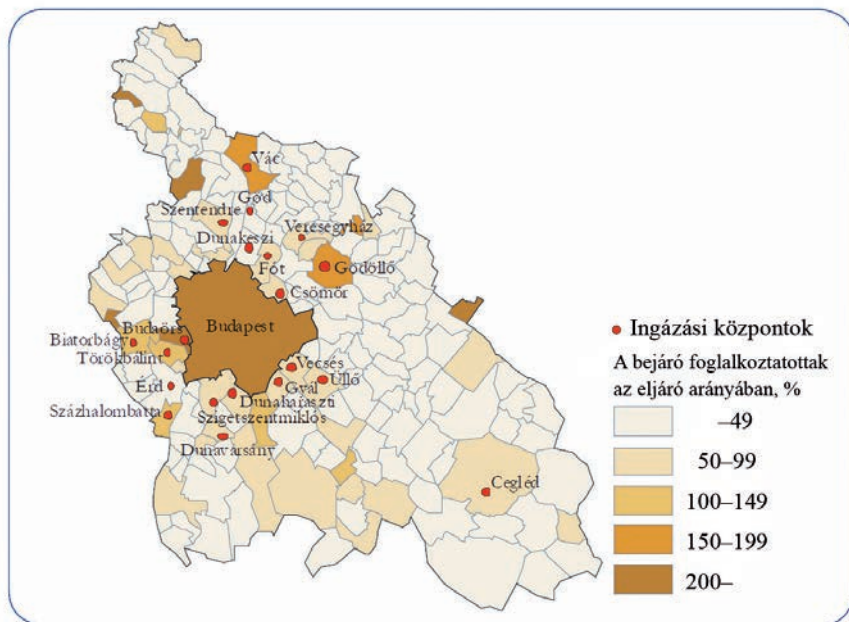 Vác
Göd
Szentendre
Veresegyház
Dunakeszi
Fót
Gödöllő
Csömör
Budapest
Budaörs
Biatorbágy
Törökbálint
Vecsés
Gyál
Üllő
Érd
Dunaharaszti
Százhalombatta
Szigetszentmiklós
Dunavarsány
Cegléd
Ingázási központok
A bejáró foglalkoztatottak
az eljáró arányában, %
–49
50–99
100–149
150–199
200–